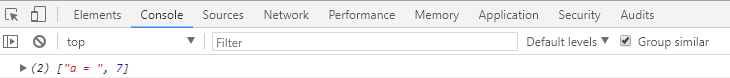 Elements Console Sources Network Performance Memory Application Security Audits
top Filter Default levels Group similar
(2) ["a = ", 7]